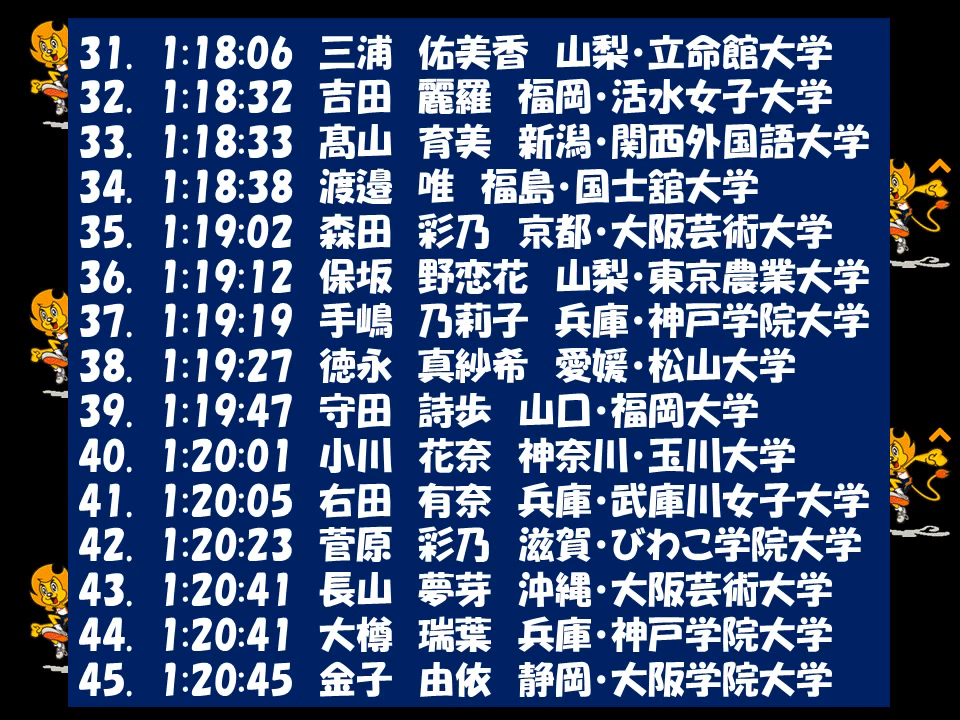 31. 1:18:06 三浦 佑美香 山梨・立命館大学
32. 1:18:32 吉田 麗羅 福岡・活水女子大学
33. 1:18:33 髙山 育美 新潟・関西外国語大学
34. 1:18:38 渡邉 唯 福島・国士舘大学
35. 1:19:02 森田 彩乃 京都・大阪芸術大学
36. 1:19:12 保坂 野恋花 山梨・東京農業大学
37. 1:19:19 手嶋 乃莉子 兵庫・神戸学院大学
38. 1:19:27 徳永 真紗希 愛媛・松山大学
39. 1:19:47 守田 詩歩 山口・福岡大学
40. 1:20:01 小川 花奈 神奈川・玉川大学
41. 1:20:05 右田 有奈 兵庫・武庫川女子大学
42. 1:20:23 菅原 彩乃 滋賀・びわこ学院大学
43. 1:20:41 長山 夢芽 沖縄・大阪芸術大学
44. 1:20:41 大樽 瑞葉 兵庫・神戸学院大学
45. 1:20:45 金子 由依 静岡・大阪学院大学